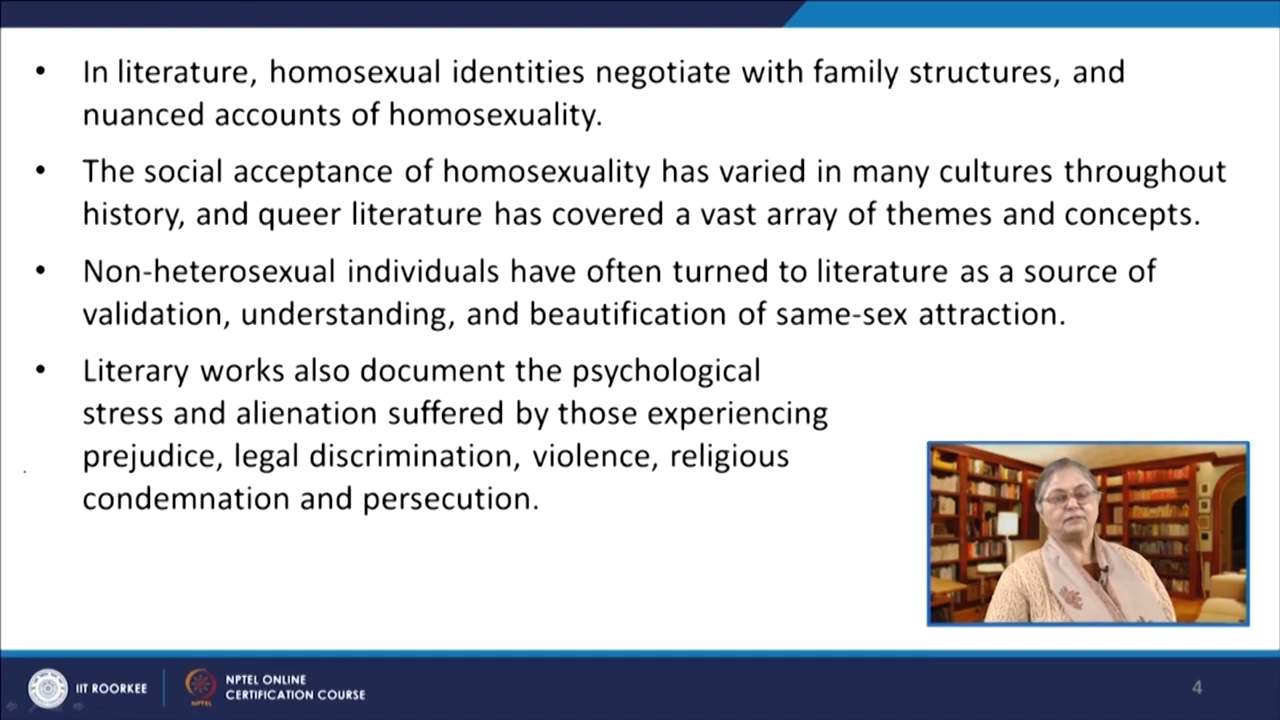 • In literature, homosexual identities negotiate with family structures, and
nuanced accounts of homosexuality.
• The social acceptance of homosexuality has varied in many cultures throughout
history, and queer literature has covered a vast array of themes and concepts.
• Non-heterosexual individuals have often turned to literature as a source of
validation, understanding, and beautification of same-sex attraction.
• Literary works also document the psychological
stress and alienation suffered by those experiencing
prejudice, legal discrimination, violence, religious
condemnation and persecution.
IIT ROORKEE
NPTEL
NPTEL ONLINE
CERTIFICATION COURSE
4